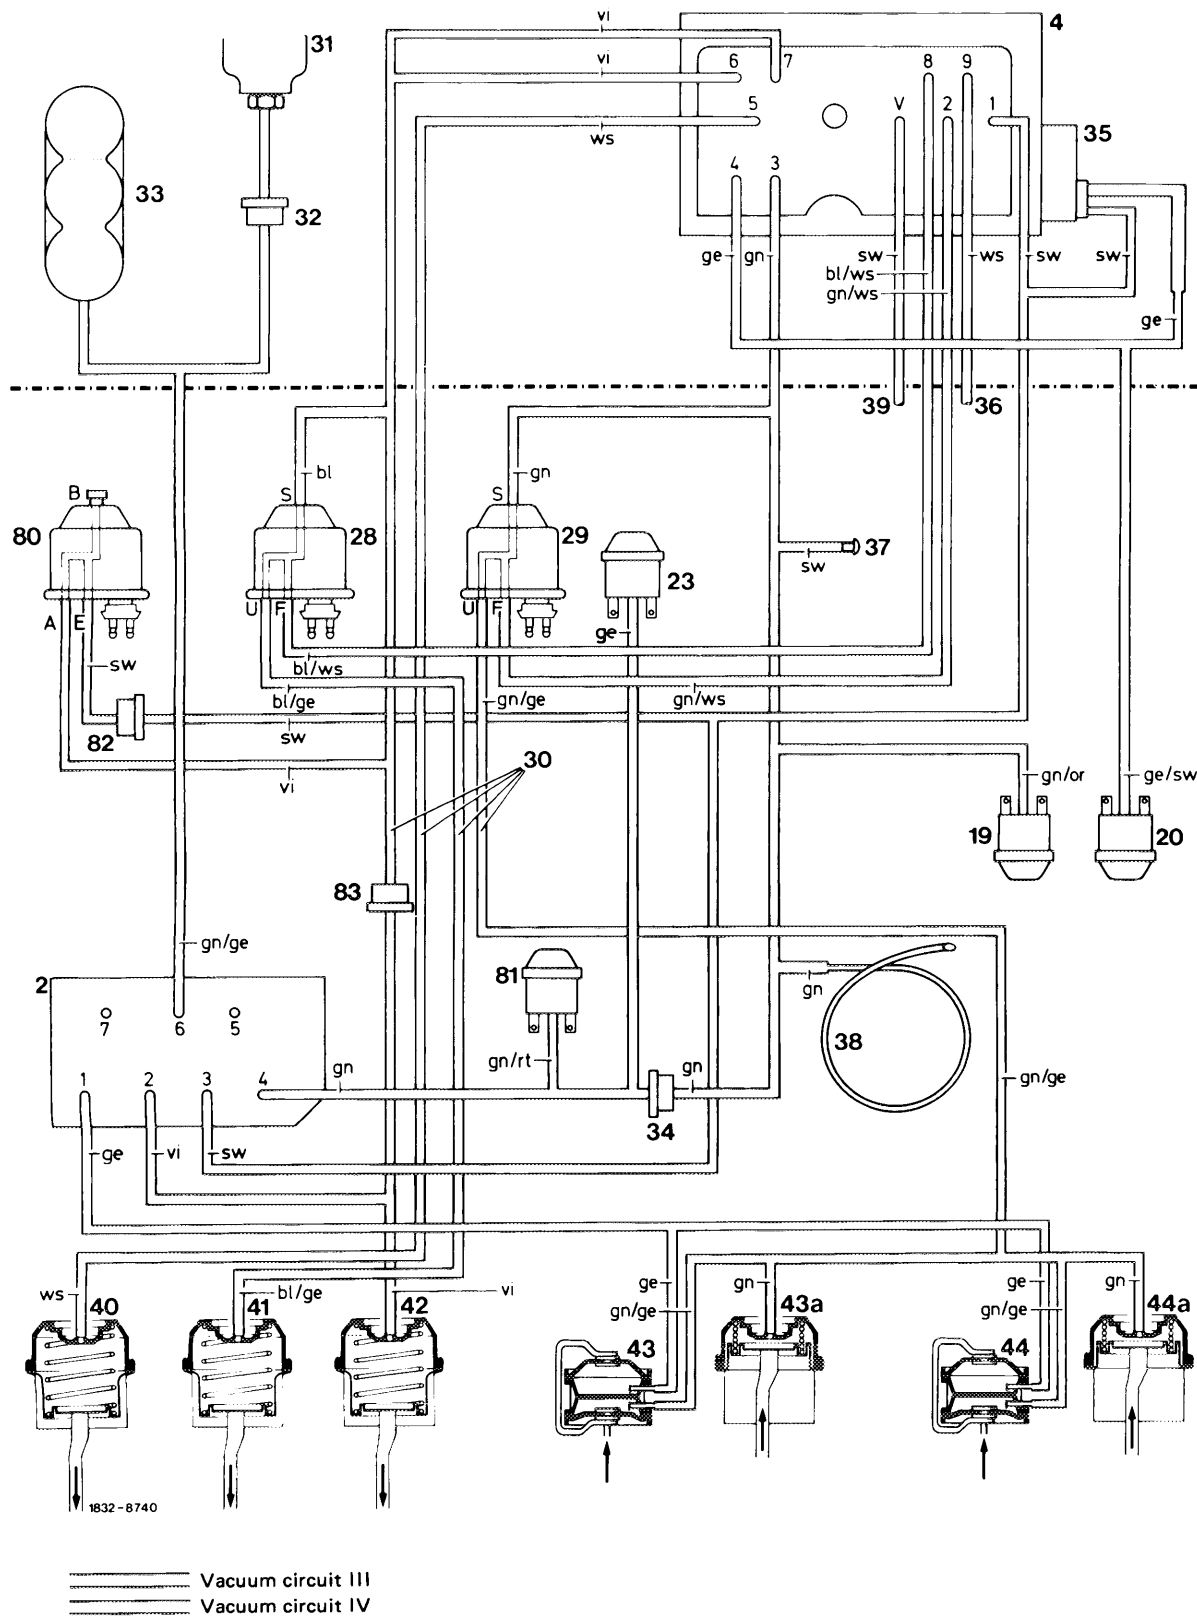 vi
4
31
vi
6
7
8
9
5
V
2
1
ws
35
33
32
4
3
ge
gn
sw
ws
sw
sw
bl/ws
gn/ws
ge
39
36
bl
gn
B
S
S
80
28
29
37
sw
23
A
E
U
F
U
F
ge
sw
bl/ws
bl/ge
gn/ge
gn/ws
82
sw
30
vi
gn/or
ge/sw
19
20
83
gn/ge
81
2
gn
7
6
5
38
gn/rt
1
2
3
4
gn
gn
gn/ge
34
ge
vi
sw
ws
bl/ge
vi
ge
gn
ge
gn
gn/ge
gn/ge
40
41
42
43a
44a
43
44
1832-8740
Vacuum circuit III
Vacuum circuit IV